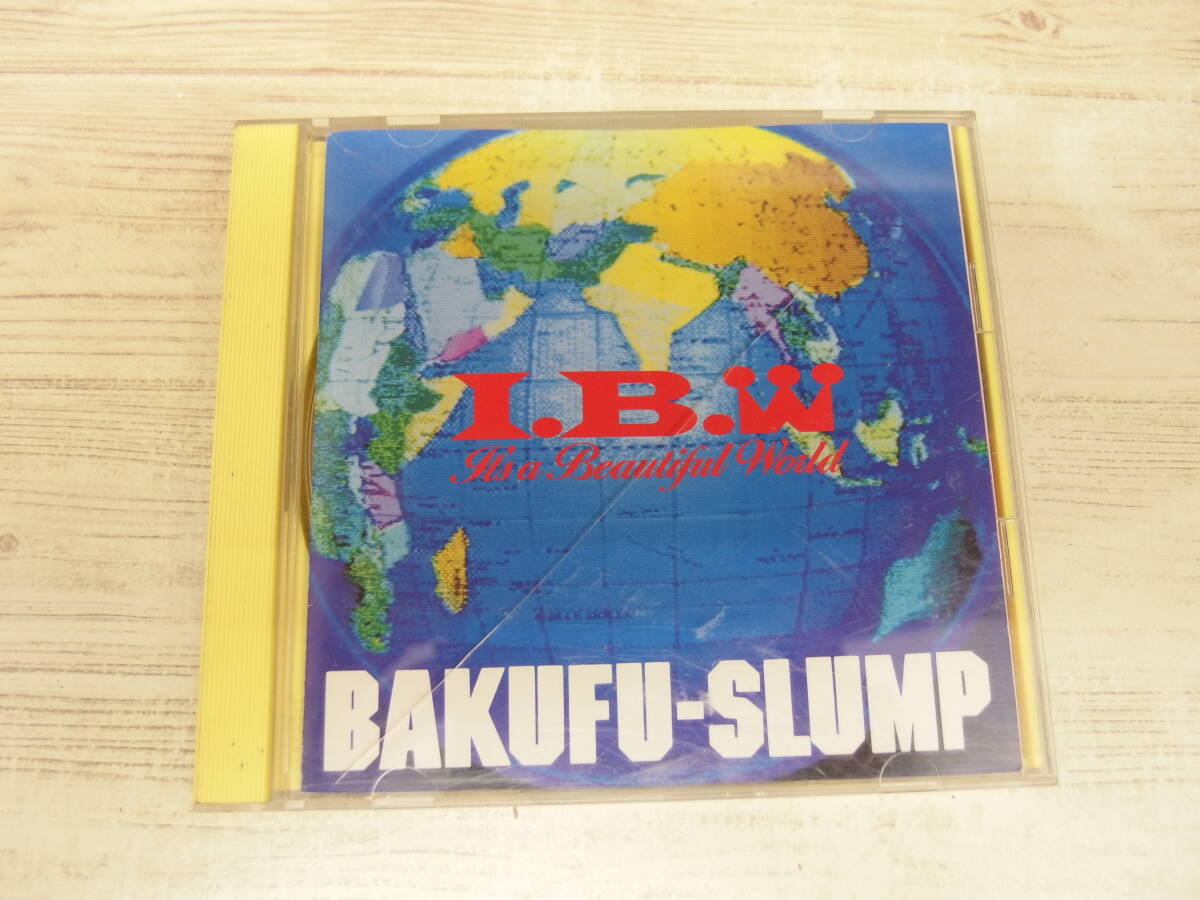 I.B.W
It's a Beautiful World
BAKUFU-SLUMP